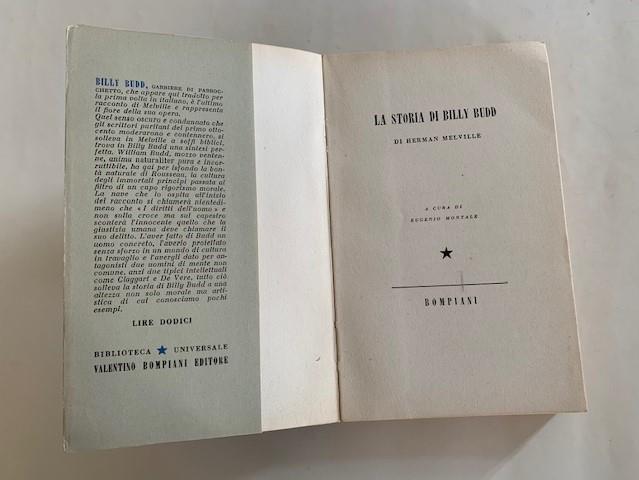 BILLY BUDD, GABBIERE DI PARROC-
CHETTO, che appare qui tradotto per
la prima volta in italiano, è l'ultimo
racconto di Melville e rappresenta
il fiore della sua opera.
Quel senso oscuro e condannato che
gli scrittori puritani del primo otto-
cento moderarono e contennero, si
solleva in Melville a soffi biblici,
trova in Billy Budd una sintesi per-
fetta. William Budd, mozzo venten-
ne, anima naturaliter pura e incor-
ruttibile, ha qui per isfondo la bon-
tà naturale di Rousseau, la cultura
degli immortali principi passata al
filtro di un cupo rigorismo morale.
La nave che lo ospita all'inizio
del racconto si chiamerà nientedi-
meno che « I diritti dell'uomo » e
non sulla croce ma sul capestro
sconterà l'innocente quello che la
giustizia umana deve chiamare il
suo delitto. L'aver fatto di Budd un
uomo concreto, l'averlo proiettato
senza sforzo in un mondo di cultura
in travaglio e l'avergli dato per an-
tagonisti due uomini di mente non
comune, anzi due tipici intellettuali
come Claggart e De Vere, tutto ciò
solleva la storia di Billy Budd a una
altezza non solo morale ma arti-
stica di cui conosciamo pochi
esempi.
LIRE DODICI
BIBLIOTECA ★ UNIVERSALE
VALENTINO BOMPIANI EDITORE
LA STORIA DI BILLY BUDD
DI HERMAN MELVILLE
A CURA DI
EUGENIO MONTALE
★
BOMPIANI